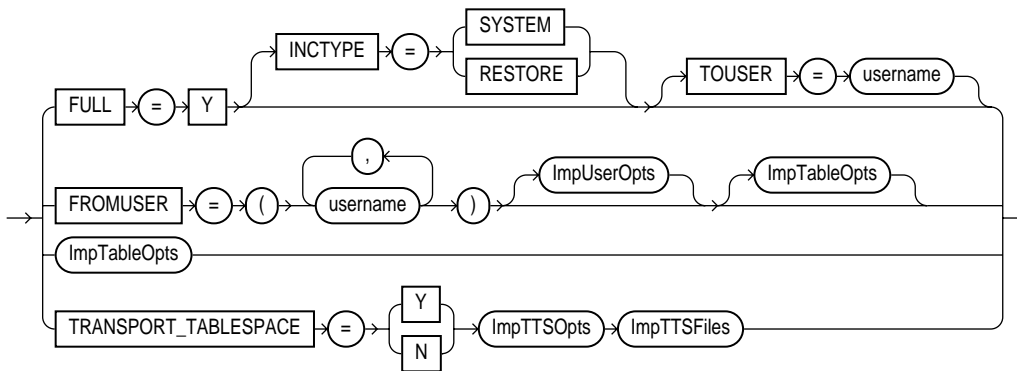 SYSTEM
INCTYPE =
RESTORE
TOUSER = username
FULL = Y
,
ImpUserOpts ImpTableOpts
FROMUSER = ( username )
ImpTableOpts
Y
TRANSPORT_TABLESPACE = ImpTTSOpts ImpTTSFiles
N